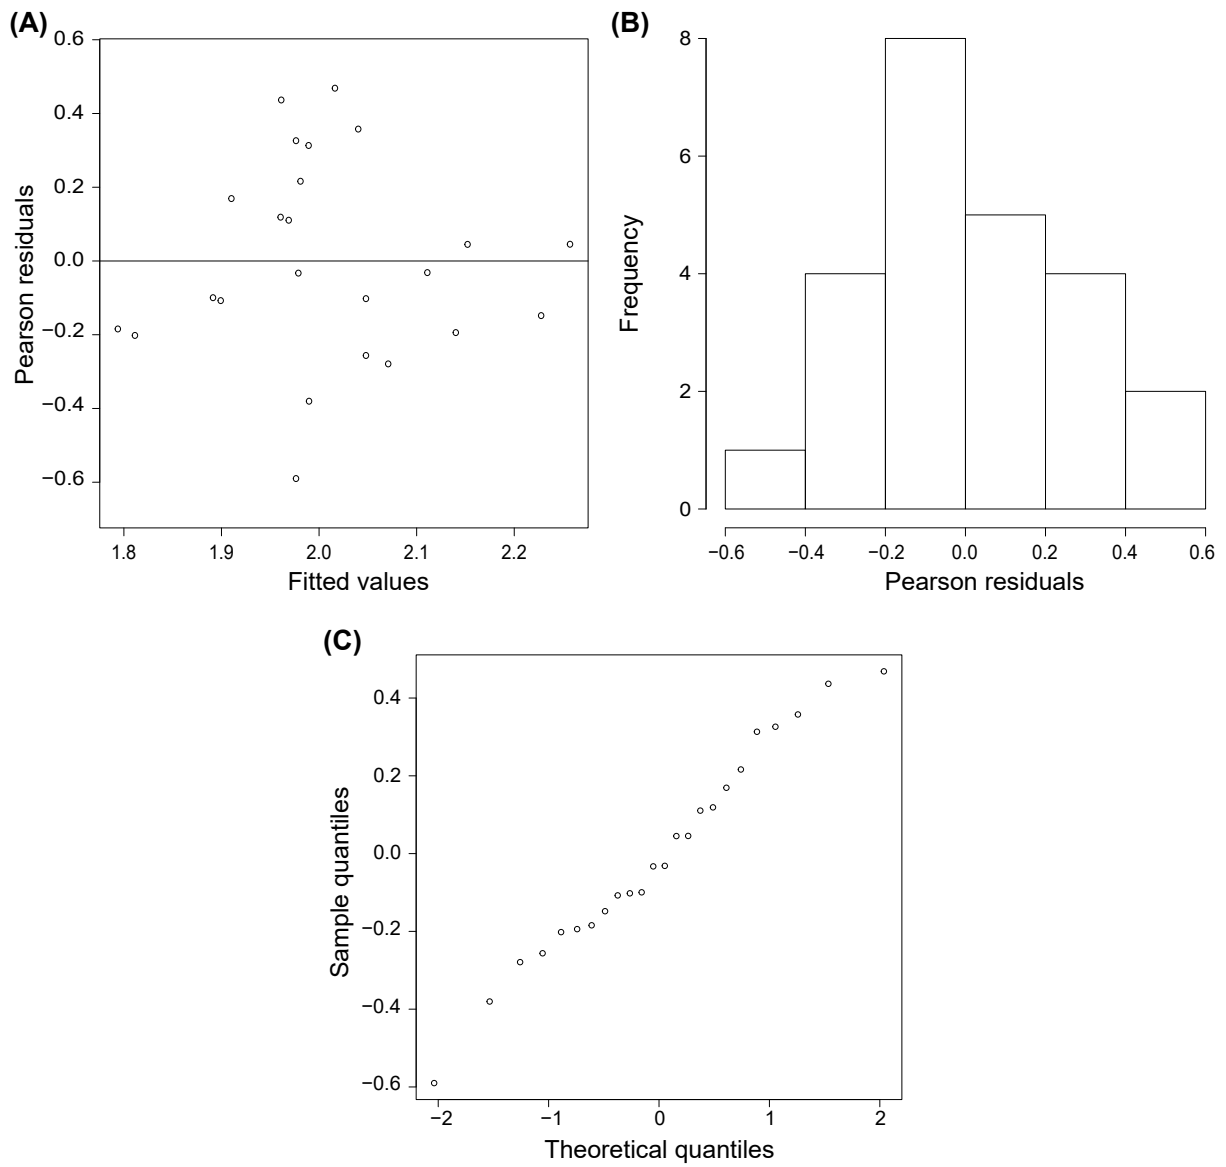 (A)
Pearson residuals
0.6
0.4
0.2
0.0
−0.2
−0.4
−0.6
1.8 1.9 2.0 2.1 2.2
Fitted values
(B)
Frequency
8
6
4
2
0
−0.6 −0.4 −0.2 0.0 0.2 0.4 0.6
Pearson residuals
(C)
Sample quantiles
0.4
0.2
0.0
−0.2
−0.4
−0.6
−2 −1 0 1 2
Theoretical quantiles